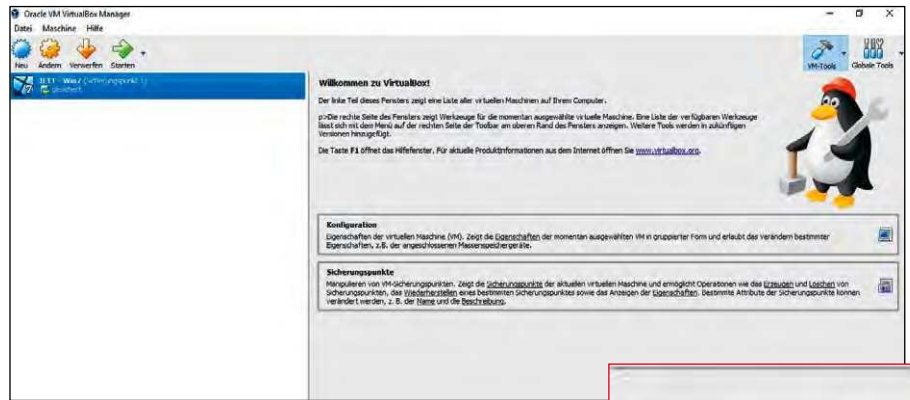 Oracle VM VirtualBox Manager
Datei Maschine Hilfe
Neu Ändern Verwerfen Starten
VM-Tools Globale Tools
IE11 - Win7 (Sicherungspunkt 1)
gesichert
Willkommen zu VirtualBox!
Der linke Teil dieses Fensters zeigt eine Liste aller virtuellen Maschinen auf Ihrem Computer.
p>Die rechte Seite des Fensters zeigt Werkzeuge für die momentan ausgewählte virtuelle Maschine. Eine Liste der verfügbaren Werkzeuge
lässt sich mit dem Menü auf der rechten Seite der Toolbar am oberen Rand des Fensters anzeigen. Weitere Tools werden in zukünftigen
Versionen hinzugefügt.
Die Taste F1 öffnet das Hilfefenster. Für aktuelle Produktinformationen aus dem Internet öffnen Sie www.virtualbox.org.
Konfiguration
Eigenschaften der virtuellen Maschine (VM). Zeigt die Eigenschaften der momentan ausgewählten VM in gruppierter Form und erlaubt das Verändern bestimmter
Eigenschaften, z.B. der angeschlossenen Massenspeichergeräte.
Sicherungspunkte
Manipulieren von VM-Sicherungspunkten. Zeigt die Sicherungspunkte der aktuellen virtuellen Maschine und ermöglicht Operationen wie das Erzeugen und Löschen von
Sicherungspunkten, das Wiederherstellen eines bestimmten Sicherungspunktes sowie das Anzeigen der Eigenschaften. Bestimmte Attribute der Sicherungspunkte können
verändert werden, z. B. der Name und die Beschreibung.